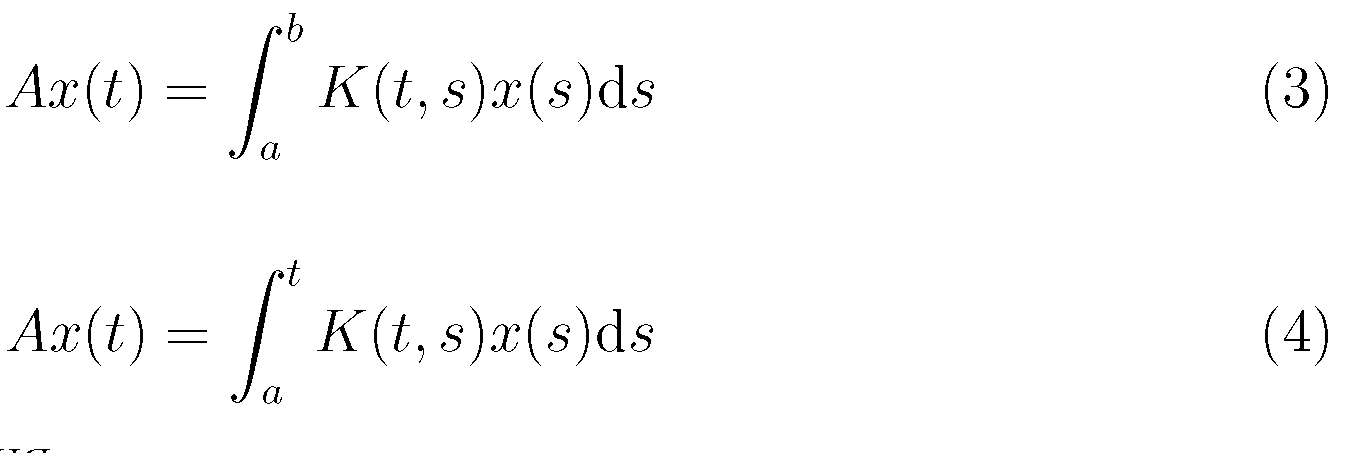 Ax(t) = ∫_a^b K(t, s)x(s)ds (3)
Ax(t) = ∫_a^t K(t, s)x(s)ds (4)